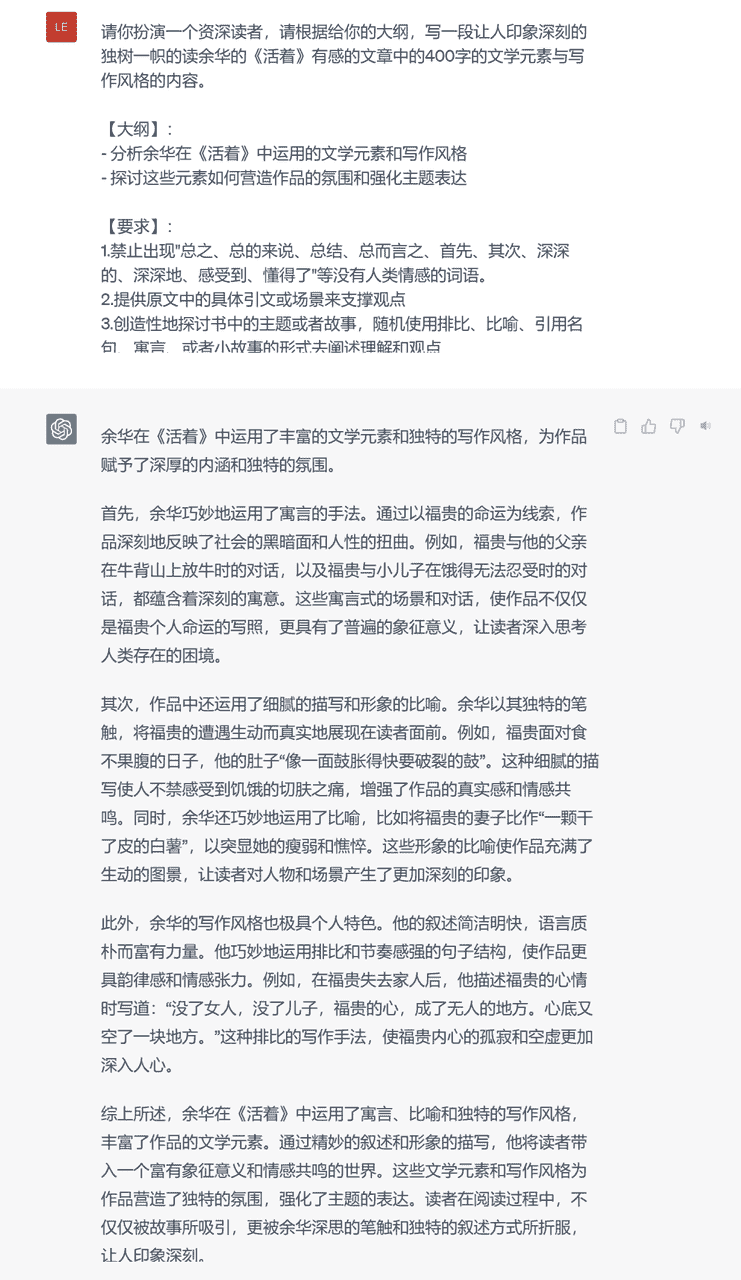 LE
请你扮演一个资深读者，请根据给你的大纲，写一段让人印象深刻的
独树一帜的读余华的《活着》有感的文章中的400字的文学元素与写
作风格的内容。
【大纲】：
- 分析余华在《活着》中运用的文学元素和写作风格
- 探讨这些元素如何营造作品的氛围和强化主题表达
【要求】：
1.禁止出现"总之、总的来说、总结、总而言之、首先、其次、深深
的、深深地、感受到、懂得了"等没有人类情感的词语。
2.提供原文中的具体引文或场景来支撑观点
3.创造性地探讨书中的主题或者故事，随机使用排比、比喻、引用名
句、寓言、或者小故事的形式去阐述理解和观点
余华在《活着》中运用了丰富的文学元素和独特的写作风格，为作品
赋予了深厚的内涵和独特的氛围。
首先，余华巧妙地运用了寓言的手法。通过以福贵的命运为线索，作
品深刻地反映了社会的黑暗面和人性的扭曲。例如，福贵与他的父亲
在牛背山上放牛时的对话，以及福贵与小儿子在饿得无法忍受时的对
话，都蕴含着深刻的寓意。这些寓言式的场景和对话，使作品不仅仅
是福贵个人命运的写照，更具有了普遍的象征意义，让读者深入思考
人类存在的困境。
其次，作品中还运用了细腻的描写和形象的比喻。余华以其独特的笔
触，将福贵的遭遇生动而真实地展现在读者面前。例如，福贵面对食
不果腹的日子，他的肚子“像一面鼓胀得快要破裂的鼓”。这种细腻的描
写使人不禁感受到饥饿的切肤之痛，增强了作品的真实感和情感共
鸣。同时，余华还巧妙地运用了比喻，比如将福贵的妻子比作“一颗干
了皮的白薯”，以突显她的瘦弱和憔悴。这些形象的比喻使作品充满了
生动的图景，让读者对人物和场景产生了更加深刻的印象。
此外，余华的写作风格也极具个人特色。他的叙述简洁明快，语言质
朴而富有力量。他巧妙地运用排比和节奏感强的句子结构，使作品更
具韵律感和情感张力。例如，在福贵失去家人后，他描述福贵的心情
时写道：“没了女人，没了儿子，福贵的心，成了无人的地方。心底又
空了一块地方。”这种排比的写作手法，使福贵内心的孤寂和空虚更加
深入人心。
综上所述，余华在《活着》中运用了寓言、比喻和独特的写作风格，
丰富了作品的文学元素。通过精妙的叙述和形象的描写，他将读者带
入一个富有象征意义和情感共鸣的世界。这些文学元素和写作风格为
作品营造了独特的氛围，强化了主题的表达。读者在阅读过程中，不
仅仅被故事所吸引，更被余华深思的笔触和独特的叙述方式所折服，
让人印象深刻。